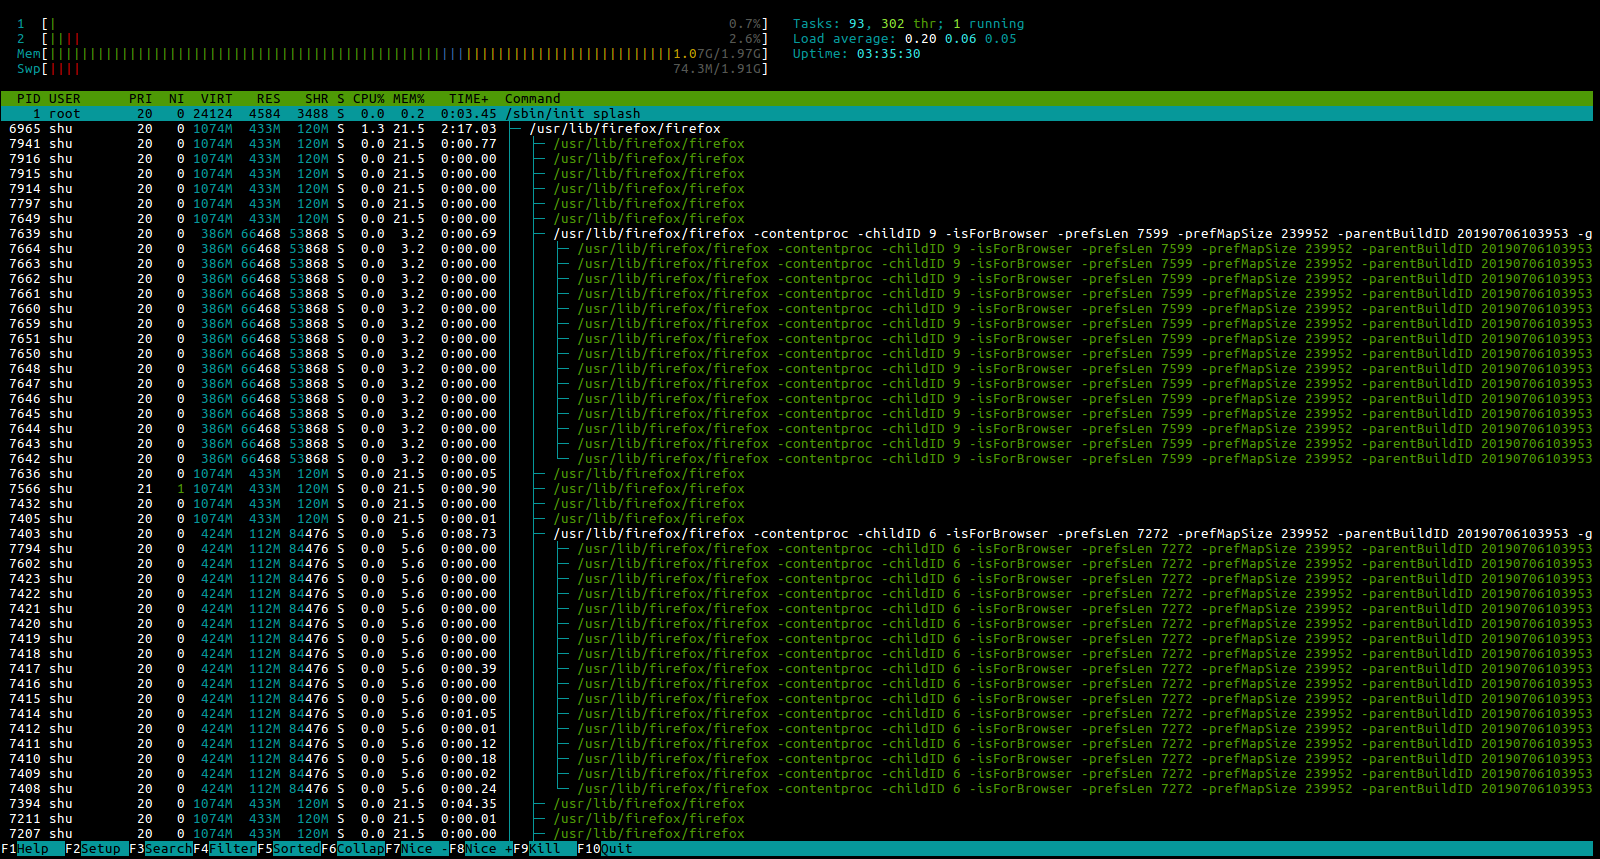 1 [| 0.7%] Tasks: 93, 302 thr; 1 running
2 [|||| 2.6%] Load average: 0.20 0.06 0.05
Mem[||||||||||||||||||||||||||||||||||||||||||||||||||||||||||||||||||||||||||||||1.07G/1.97G] Uptime: 03:35:30
Swp[|||| 74.3M/1.91G]
PID USER PRI NI VIRT RES SHR S CPU% MEM% TIME+ Command
1 root 20 0 24124 4584 3488 S 0.0 0.2 0:03.45 /sbin/init splash
6965 shu 20 0 1074M 433M 120M S 1.3 21.5 2:17.03 ├─ /usr/lib/firefox/firefox
7941 shu 20 0 1074M 433M 120M S 0.0 21.5 0:00.77 │ ├─ /usr/lib/firefox/firefox
7916 shu 20 0 1074M 433M 120M S 0.0 21.5 0:00.00 │ ├─ /usr/lib/firefox/firefox
7915 shu 20 0 1074M 433M 120M S 0.0 21.5 0:00.00 │ ├─ /usr/lib/firefox/firefox
7914 shu 20 0 1074M 433M 120M S 0.0 21.5 0:00.00 │ ├─ /usr/lib/firefox/firefox
7797 shu 20 0 1074M 433M 120M S 0.0 21.5 0:00.00 │ ├─ /usr/lib/firefox/firefox
7649 shu 20 0 1074M 433M 120M S 0.0 21.5 0:00.00 │ ├─ /usr/lib/firefox/firefox
7639 shu 20 0 386M 66468 53868 S 0.0 3.2 0:00.69 │ ├─ /usr/lib/firefox/firefox -contentproc -childID 9 -isForBrowser -prefsLen 7599 -prefMapSize 239952 -parentBuildID 20190706103953 -g
7664 shu 20 0 386M 66468 53868 S 0.0 3.2 0:00.00 │ │ ├─ /usr/lib/firefox/firefox -contentproc -childID 9 -isForBrowser -prefsLen 7599 -prefMapSize 239952 -parentBuildID 20190706103953
7663 shu 20 0 386M 66468 53868 S 0.0 3.2 0:00.00 │ │ ├─ /usr/lib/firefox/firefox -contentproc -childID 9 -isForBrowser -prefsLen 7599 -prefMapSize 239952 -parentBuildID 20190706103953
7662 shu 20 0 386M 66468 53868 S 0.0 3.2 0:00.00 │ │ ├─ /usr/lib/firefox/firefox -contentproc -childID 9 -isForBrowser -prefsLen 7599 -prefMapSize 239952 -parentBuildID 20190706103953
7661 shu 20 0 386M 66468 53868 S 0.0 3.2 0:00.00 │ │ ├─ /usr/lib/firefox/firefox -contentproc -childID 9 -isForBrowser -prefsLen 7599 -prefMapSize 239952 -parentBuildID 20190706103953
7660 shu 20 0 386M 66468 53868 S 0.0 3.2 0:00.00 │ │ ├─ /usr/lib/firefox/firefox -contentproc -childID 9 -isForBrowser -prefsLen 7599 -prefMapSize 239952 -parentBuildID 20190706103953
7659 shu 20 0 386M 66468 53868 S 0.0 3.2 0:00.00 │ │ ├─ /usr/lib/firefox/firefox -contentproc -childID 9 -isForBrowser -prefsLen 7599 -prefMapSize 239952 -parentBuildID 20190706103953
7651 shu 20 0 386M 66468 53868 S 0.0 3.2 0:00.00 │ │ ├─ /usr/lib/firefox/firefox -contentproc -childID 9 -isForBrowser -prefsLen 7599 -prefMapSize 239952 -parentBuildID 20190706103953
7650 shu 20 0 386M 66468 53868 S 0.0 3.2 0:00.00 │ │ ├─ /usr/lib/firefox/firefox -contentproc -childID 9 -isForBrowser -prefsLen 7599 -prefMapSize 239952 -parentBuildID 20190706103953
7648 shu 20 0 386M 66468 53868 S 0.0 3.2 0:00.00 │ │ ├─ /usr/lib/firefox/firefox -contentproc -childID 9 -isForBrowser -prefsLen 7599 -prefMapSize 239952 -parentBuildID 20190706103953
7647 shu 20 0 386M 66468 53868 S 0.0 3.2 0:00.00 │ │ ├─ /usr/lib/firefox/firefox -contentproc -childID 9 -isForBrowser -prefsLen 7599 -prefMapSize 239952 -parentBuildID 20190706103953
7646 shu 20 0 386M 66468 53868 S 0.0 3.2 0:00.00 │ │ ├─ /usr/lib/firefox/firefox -contentproc -childID 9 -isForBrowser -prefsLen 7599 -prefMapSize 239952 -parentBuildID 20190706103953
7645 shu 20 0 386M 66468 53868 S 0.0 3.2 0:00.00 │ │ ├─ /usr/lib/firefox/firefox -contentproc -childID 9 -isForBrowser -prefsLen 7599 -prefMapSize 239952 -parentBuildID 20190706103953
7644 shu 20 0 386M 66468 53868 S 0.0 3.2 0:00.00 │ │ ├─ /usr/lib/firefox/firefox -contentproc -childID 9 -isForBrowser -prefsLen 7599 -prefMapSize 239952 -parentBuildID 20190706103953
7643 shu 20 0 386M 66468 53868 S 0.0 3.2 0:00.00 │ │ ├─ /usr/lib/firefox/firefox -contentproc -childID 9 -isForBrowser -prefsLen 7599 -prefMapSize 239952 -parentBuildID 20190706103953
7642 shu 20 0 386M 66468 53868 S 0.0 3.2 0:00.00 │ │ └─ /usr/lib/firefox/firefox -contentproc -childID 9 -isForBrowser -prefsLen 7599 -prefMapSize 239952 -parentBuildID 20190706103953
7636 shu 20 0 1074M 433M 120M S 0.0 21.5 0:00.05 │ ├─ /usr/lib/firefox/firefox
7566 shu 21 1 1074M 433M 120M S 0.0 21.5 0:00.90 │ ├─ /usr/lib/firefox/firefox
7432 shu 20 0 1074M 433M 120M S 0.0 21.5 0:00.00 │ ├─ /usr/lib/firefox/firefox
7405 shu 20 0 1074M 433M 120M S 0.0 21.5 0:00.01 │ ├─ /usr/lib/firefox/firefox
7403 shu 20 0 424M 112M 84476 S 0.0 5.6 0:08.73 │ ├─ /usr/lib/firefox/firefox -contentproc -childID 6 -isForBrowser -prefsLen 7272 -prefMapSize 239952 -parentBuildID 20190706103953 -g
7794 shu 20 0 424M 112M 84476 S 0.0 5.6 0:00.00 │ │ ├─ /usr/lib/firefox/firefox -contentproc -childID 6 -isForBrowser -prefsLen 7272 -prefMapSize 239952 -parentBuildID 20190706103953
7602 shu 20 0 424M 112M 84476 S 0.0 5.6 0:00.00 │ │ ├─ /usr/lib/firefox/firefox -contentproc -childID 6 -isForBrowser -prefsLen 7272 -prefMapSize 239952 -parentBuildID 20190706103953
7423 shu 20 0 424M 112M 84476 S 0.0 5.6 0:00.00 │ │ ├─ /usr/lib/firefox/firefox -contentproc -childID 6 -isForBrowser -prefsLen 7272 -prefMapSize 239952 -parentBuildID 20190706103953
7422 shu 20 0 424M 112M 84476 S 0.0 5.6 0:00.00 │ │ ├─ /usr/lib/firefox/firefox -contentproc -childID 6 -isForBrowser -prefsLen 7272 -prefMapSize 239952 -parentBuildID 20190706103953
7421 shu 20 0 424M 112M 84476 S 0.0 5.6 0:00.00 │ │ ├─ /usr/lib/firefox/firefox -contentproc -childID 6 -isForBrowser -prefsLen 7272 -prefMapSize 239952 -parentBuildID 20190706103953
7420 shu 20 0 424M 112M 84476 S 0.0 5.6 0:00.00 │ │ ├─ /usr/lib/firefox/firefox -contentproc -childID 6 -isForBrowser -prefsLen 7272 -prefMapSize 239952 -parentBuildID 20190706103953
7419 shu 20 0 424M 112M 84476 S 0.0 5.6 0:00.00 │ │ ├─ /usr/lib/firefox/firefox -contentproc -childID 6 -isForBrowser -prefsLen 7272 -prefMapSize 239952 -parentBuildID 20190706103953
7418 shu 20 0 424M 112M 84476 S 0.0 5.6 0:00.00 │ │ ├─ /usr/lib/firefox/firefox -contentproc -childID 6 -isForBrowser -prefsLen 7272 -prefMapSize 239952 -parentBuildID 20190706103953
7417 shu 20 0 424M 112M 84476 S 0.0 5.6 0:00.39 │ │ ├─ /usr/lib/firefox/firefox -contentproc -childID 6 -isForBrowser -prefsLen 7272 -prefMapSize 239952 -parentBuildID 20190706103953
7416 shu 20 0 424M 112M 84476 S 0.0 5.6 0:00.00 │ │ ├─ /usr/lib/firefox/firefox -contentproc -childID 6 -isForBrowser -prefsLen 7272 -prefMapSize 239952 -parentBuildID 20190706103953
7415 shu 20 0 424M 112M 84476 S 0.0 5.6 0:00.00 │ │ ├─ /usr/lib/firefox/firefox -contentproc -childID 6 -isForBrowser -prefsLen 7272 -prefMapSize 239952 -parentBuildID 20190706103953
7414 shu 20 0 424M 112M 84476 S 0.0 5.6 0:01.05 │ │ ├─ /usr/lib/firefox/firefox -contentproc -childID 6 -isForBrowser -prefsLen 7272 -prefMapSize 239952 -parentBuildID 20190706103953
7412 shu 20 0 424M 112M 84476 S 0.0 5.6 0:00.01 │ │ ├─ /usr/lib/firefox/firefox -contentproc -childID 6 -isForBrowser -prefsLen 7272 -prefMapSize 239952 -parentBuildID 20190706103953
7411 shu 20 0 424M 112M 84476 S 0.0 5.6 0:00.12 │ │ ├─ /usr/lib/firefox/firefox -contentproc -childID 6 -isForBrowser -prefsLen 7272 -prefMapSize 239952 -parentBuildID 20190706103953
7410 shu 20 0 424M 112M 84476 S 0.0 5.6 0:00.18 │ │ ├─ /usr/lib/firefox/firefox -contentproc -childID 6 -isForBrowser -prefsLen 7272 -prefMapSize 239952 -parentBuildID 20190706103953
7409 shu 20 0 424M 112M 84476 S 0.0 5.6 0:00.02 │ │ ├─ /usr/lib/firefox/firefox -contentproc -childID 6 -isForBrowser -prefsLen 7272 -prefMapSize 239952 -parentBuildID 20190706103953
7408 shu 20 0 424M 112M 84476 S 0.0 5.6 0:00.24 │ │ └─ /usr/lib/firefox/firefox -contentproc -childID 6 -isForBrowser -prefsLen 7272 -prefMapSize 239952 -parentBuildID 20190706103953
7394 shu 20 0 1074M 433M 120M S 0.0 21.5 0:04.35 │ ├─ /usr/lib/firefox/firefox
7211 shu 20 0 1074M 433M 120M S 0.0 21.5 0:00.01 │ ├─ /usr/lib/firefox/firefox
7207 shu 20 0 1074M 433M 120M S 0.0 21.5 0:00.00 │ ├─ /usr/lib/firefox/firefox
F1Help F2Setup F3SearchF4FilterF5SortedF6CollapF7Nice -F8Nice +F9Kill F10Quit